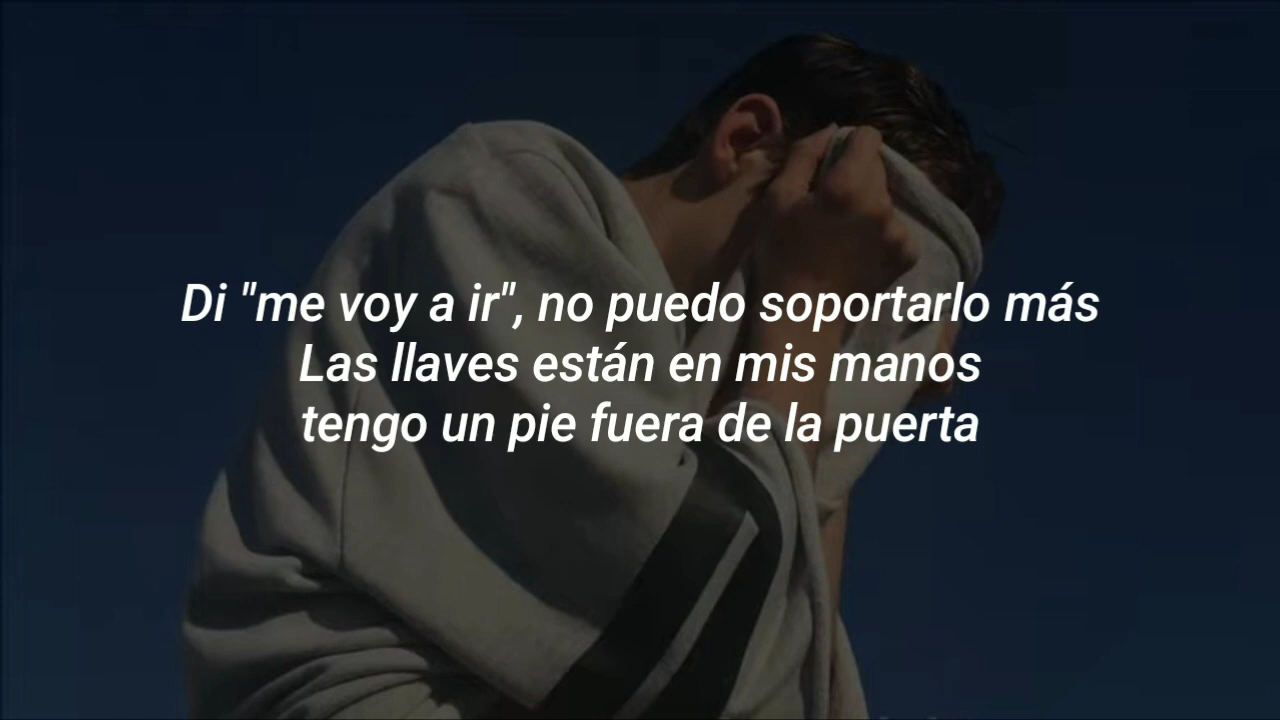 Di "me voy a ir", no puedo soportarlo más
Las llaves están en mis manos
tengo un pie fuera de la puerta